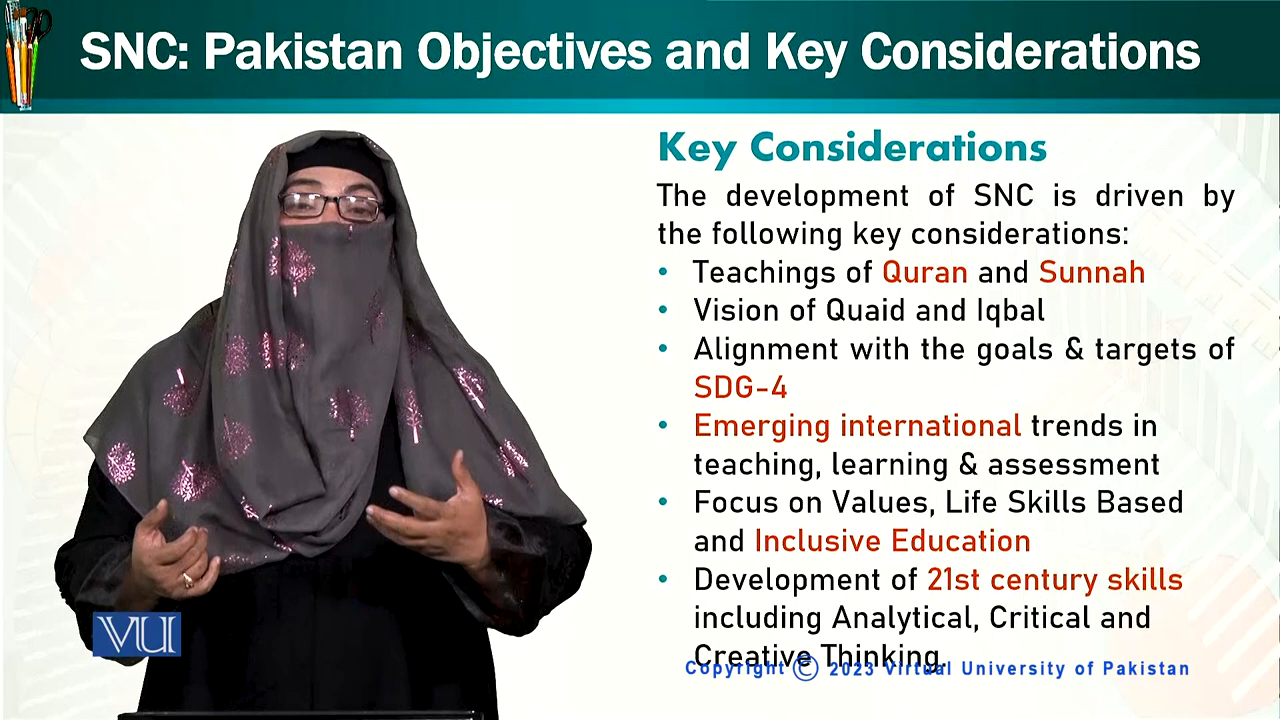 SNC: Pakistan Objectives and Key Considerations
Key Considerations
The development of SNC is driven by
the following key considerations:
• Teachings of Quran and Sunnah
• Vision of Quaid and Iqbal
• Alignment with the goals & targets of
SDG-4
• Emerging international trends in
teaching, learning & assessment
• Focus on Values, Life Skills Based
and Inclusive Education
• Development of 21st century skills
including Analytical, Critical and
Creative Thinking.
Copyright © 2023 Virtual University of Pakistan
VU